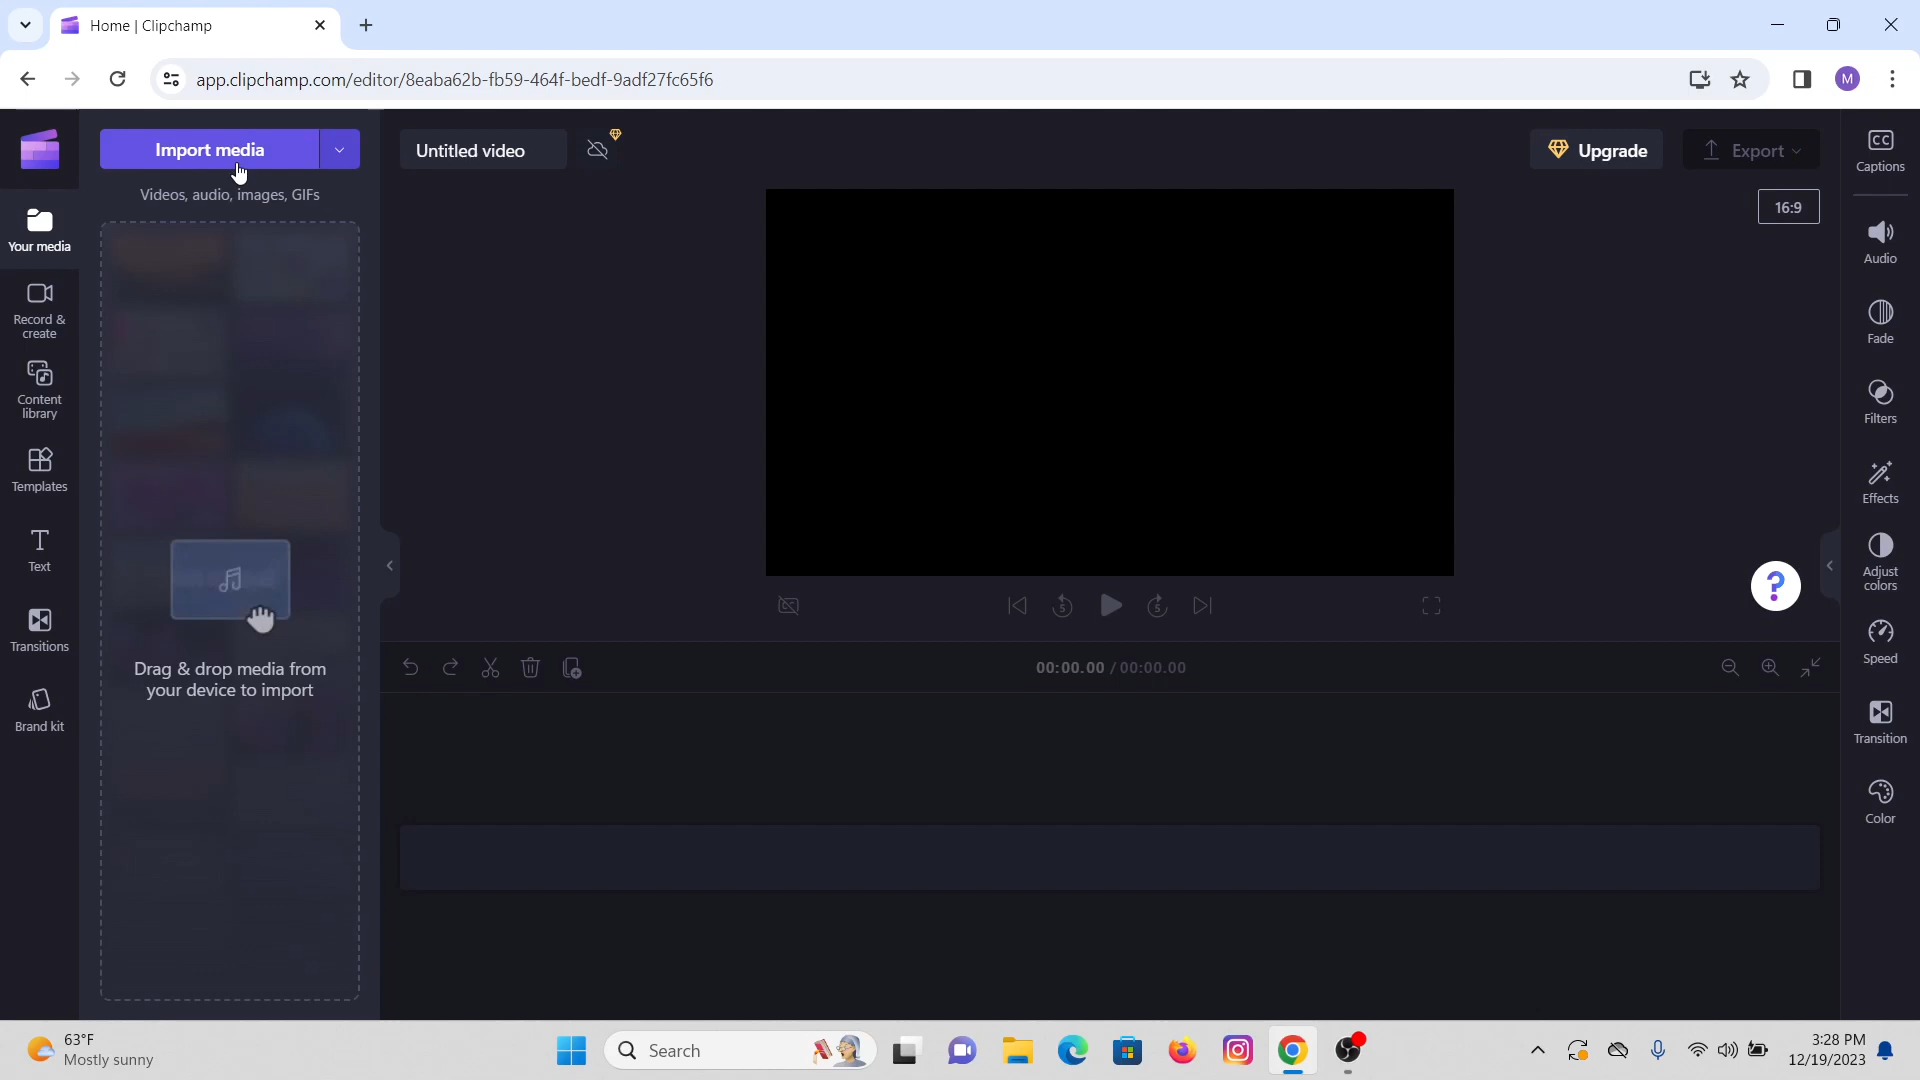 Home | Clipchamp
app.clipchamp.com/editor/8eaba62b-fb59-464f-bedf-9adf27fc65f6
M
Import media
Videos, audio, images, GIFs
Untitled video
Upgrade
Export
16:9
Your media
Record &
create
Content
library
Templates
Text
Transitions
Brand kit
Drag & drop media from
your device to import
5
5
00:00.00 / 00:00.00
?
CC
Captions
Audio
Fade
Filters
Effects
Adjust
colors
Speed
Transition
Color
63°F
Mostly sunny
Search
3:28 PM
12/19/2023